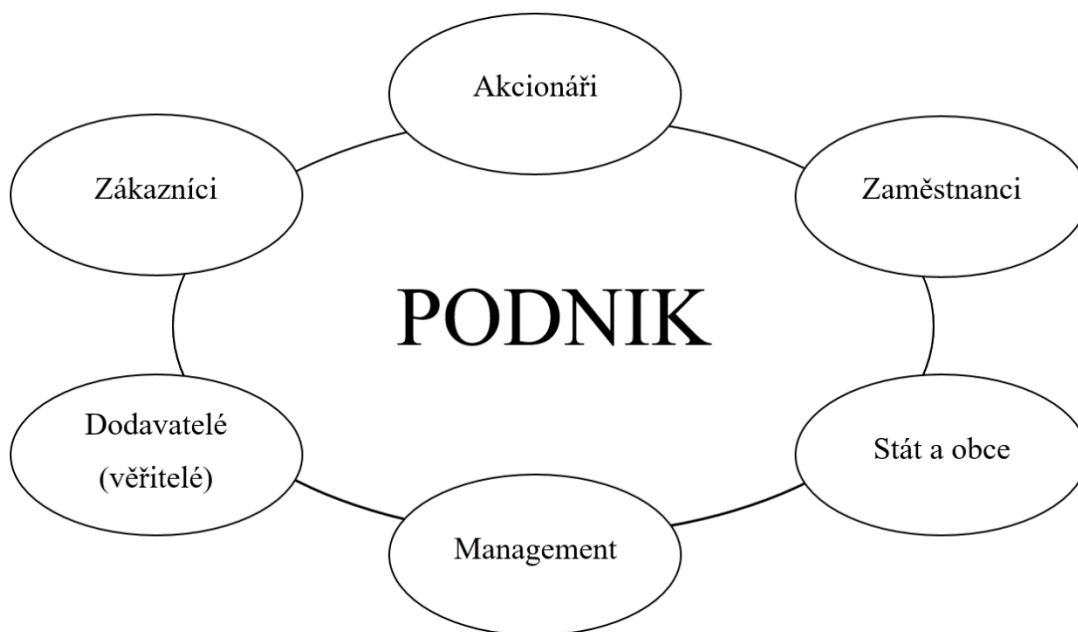 Akcionáři
Zákazníci
Zaměstnanci
PODNIK
Dodavatelé
(věřitelé)
Stát a obce
Management